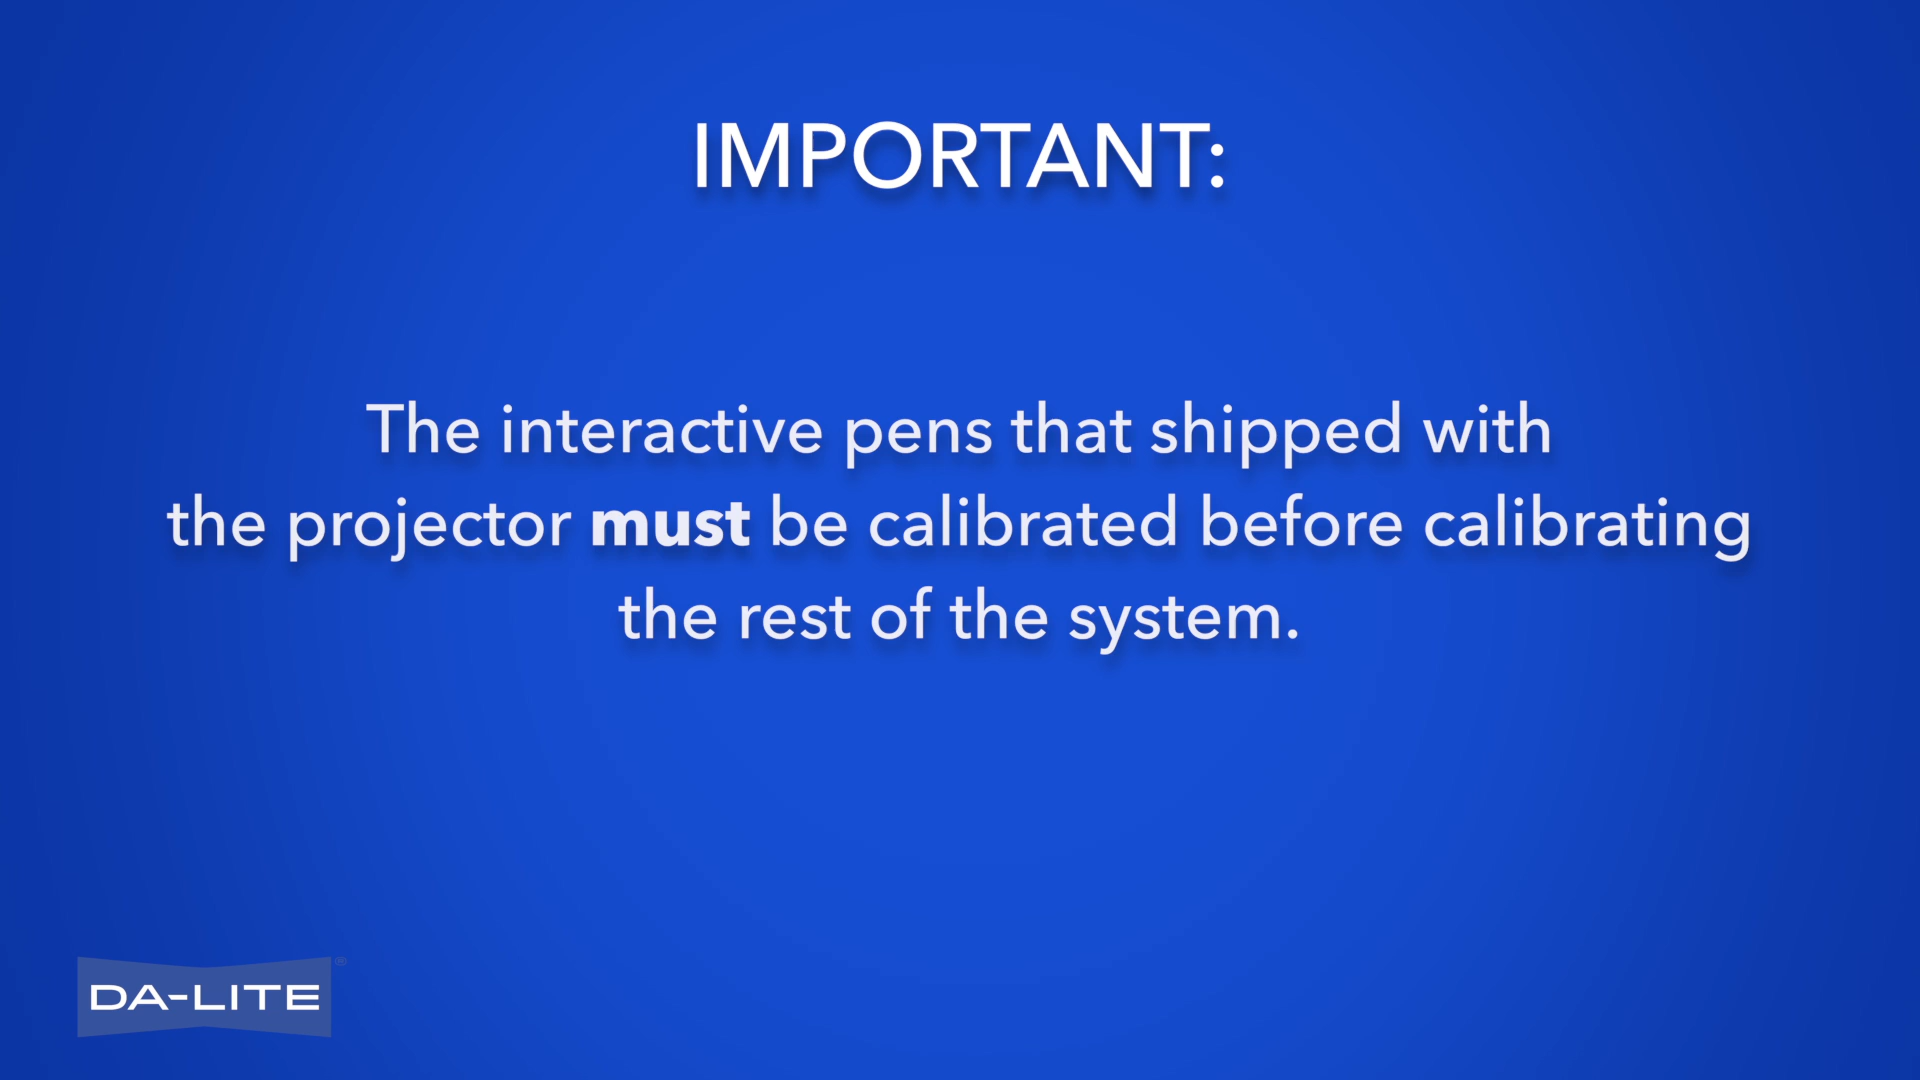 IMPORTANT:
The interactive pens that shipped with
the projector must be calibrated before calibrating
the rest of the system.
DA-LITE®